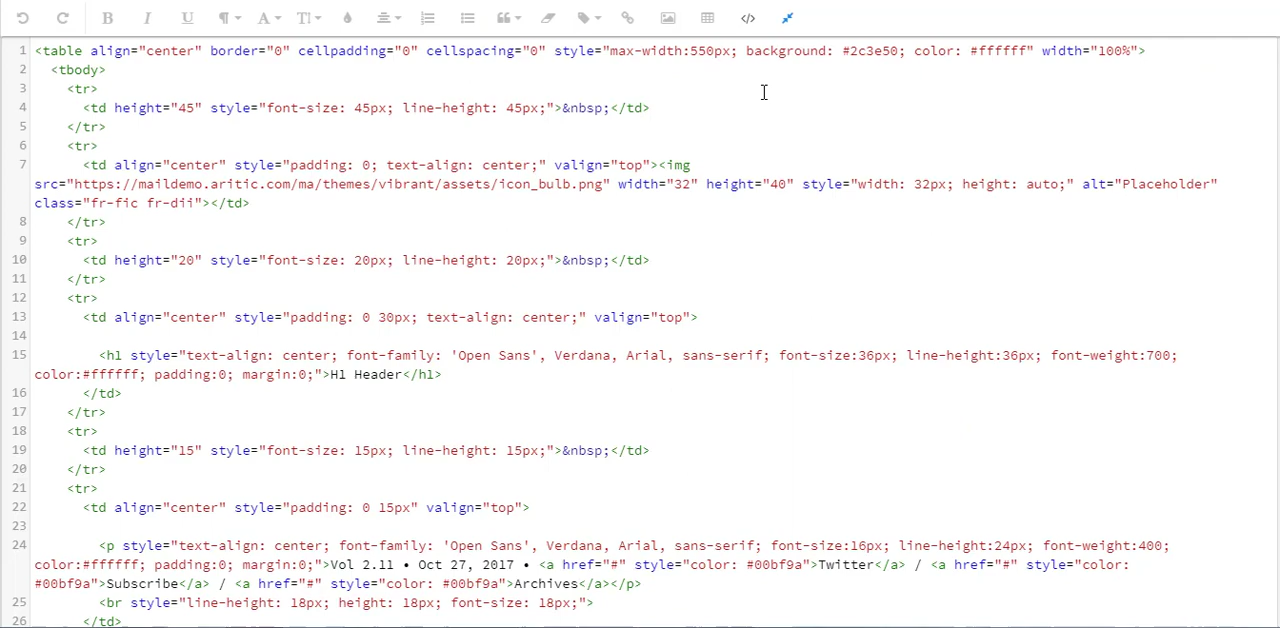 B I U ¶ A T! “ </>
1 <table align="center" border="0" cellpadding="0" cellspacing="0" style="max-width:550px; background: #2c3e50; color: #ffffff" width="100%">
2 <tbody>
3 <tr>
4 <td height="45" style="font-size: 45px; line-height: 45px;">&nbsp;</td>
5 </tr>
6 <tr>
7 <td align="center" style="padding: 0; text-align: center;" valign="top"><img
src="https://maildemo.aritic.com/ma/themes/vibrant/assets/icon_bulb.png" width="32" height="40" style="width: 32px; height: auto;" alt="Placeholder"
class="fr-fic fr-dii"></td>
8 </tr>
9 <tr>
10 <td height="20" style="font-size: 20px; line-height: 20px;">&nbsp;</td>
11 </tr>
12 <tr>
13 <td align="center" style="padding: 0 30px; text-align: center;" valign="top">
14
15 <h1 style="text-align: center; font-family: 'Open Sans', Verdana, Arial, sans-serif; font-size:36px; line-height:36px; font-weight:700;
color:#ffffff; padding:0; margin:0;">H1 Header</h1>
16 </td>
17 </tr>
18 <tr>
19 <td height="15" style="font-size: 15px; line-height: 15px;">&nbsp;</td>
20 </tr>
21 <tr>
22 <td align="center" style="padding: 0 15px" valign="top">
23
24 <p style="text-align: center; font-family: 'Open Sans', Verdana, Arial, sans-serif; font-size:16px; line-height:24px; font-weight:400;
color:#ffffff; padding:0; margin:0;">Vol 2.11 • Oct 27, 2017 • <a href="#" style="color: #00bf9a">Twitter</a> / <a href="#" style="color:
#00bf9a">Subscribe</a> / <a href="#" style="color: #00bf9a">Archives</a></p>
25 <br style="line-height: 18px; height: 18px; font-size: 18px;">
26 </td>